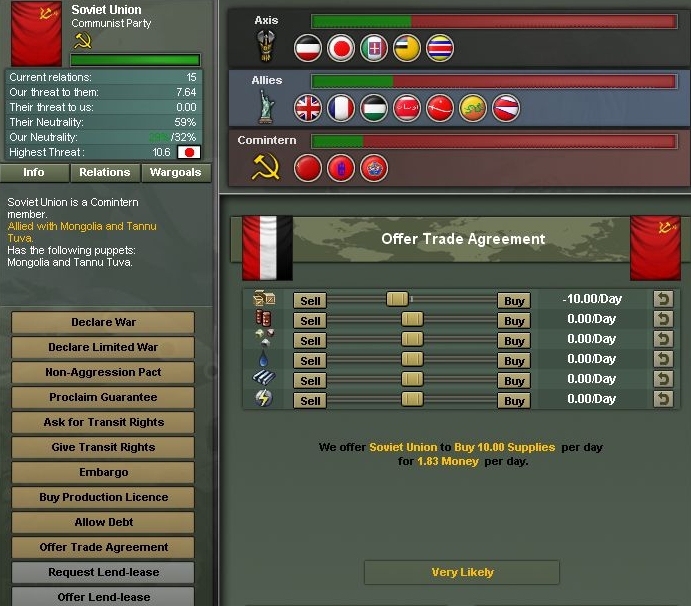 Soviet Union
Communist Party
Current relations: 15
Our threat to them: 7.64
Their threat to us: 0.00
Their Neutrality: 59%
Our Neutrality: 29%/32%
Highest Threat: 10.6
Info Relations Wargoals
Soviet Union is a Comintern
member.
Allied with Mongolia and Tannu
Tuva.
Has the following puppets:
Mongolia and Tannu Tuva.
Declare War
Declare Limited War
Non-Aggression Pact
Proclaim Guarantee
Ask for Transit Rights
Give Transit Rights
Embargo
Buy Production Licence
Allow Debt
Offer Trade Agreement
Request Lend-lease
Offer Lend-lease
Axis
Allies
Comintern
Offer Trade Agreement
Sell Buy -10.00/Day
Sell Buy 0.00/Day
Sell Buy 0.00/Day
Sell Buy 0.00/Day
Sell Buy 0.00/Day
Sell Buy 0.00/Day
We offer Soviet Union to Buy 10.00 Supplies per day
for 1.83 Money per day.
Very Likely